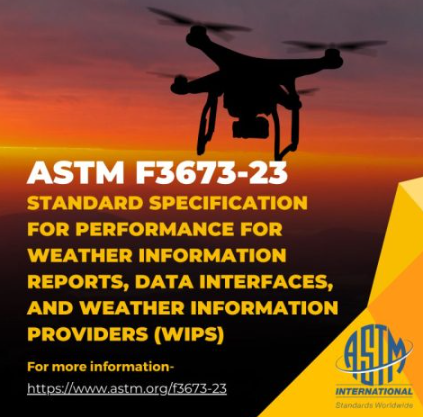 ASTM F3673-23
STANDARD SPECIFICATION
FOR PERFORMANCE FOR
WEATHER INFORMATION
REPORTS, DATA INTERFACES,
AND WEATHER INFORMATION
PROVIDERS (WIPS)
For more information-
https://www.astm.org/f3673-23
ASTM
INTERNATIONAL
Standards Worldwide